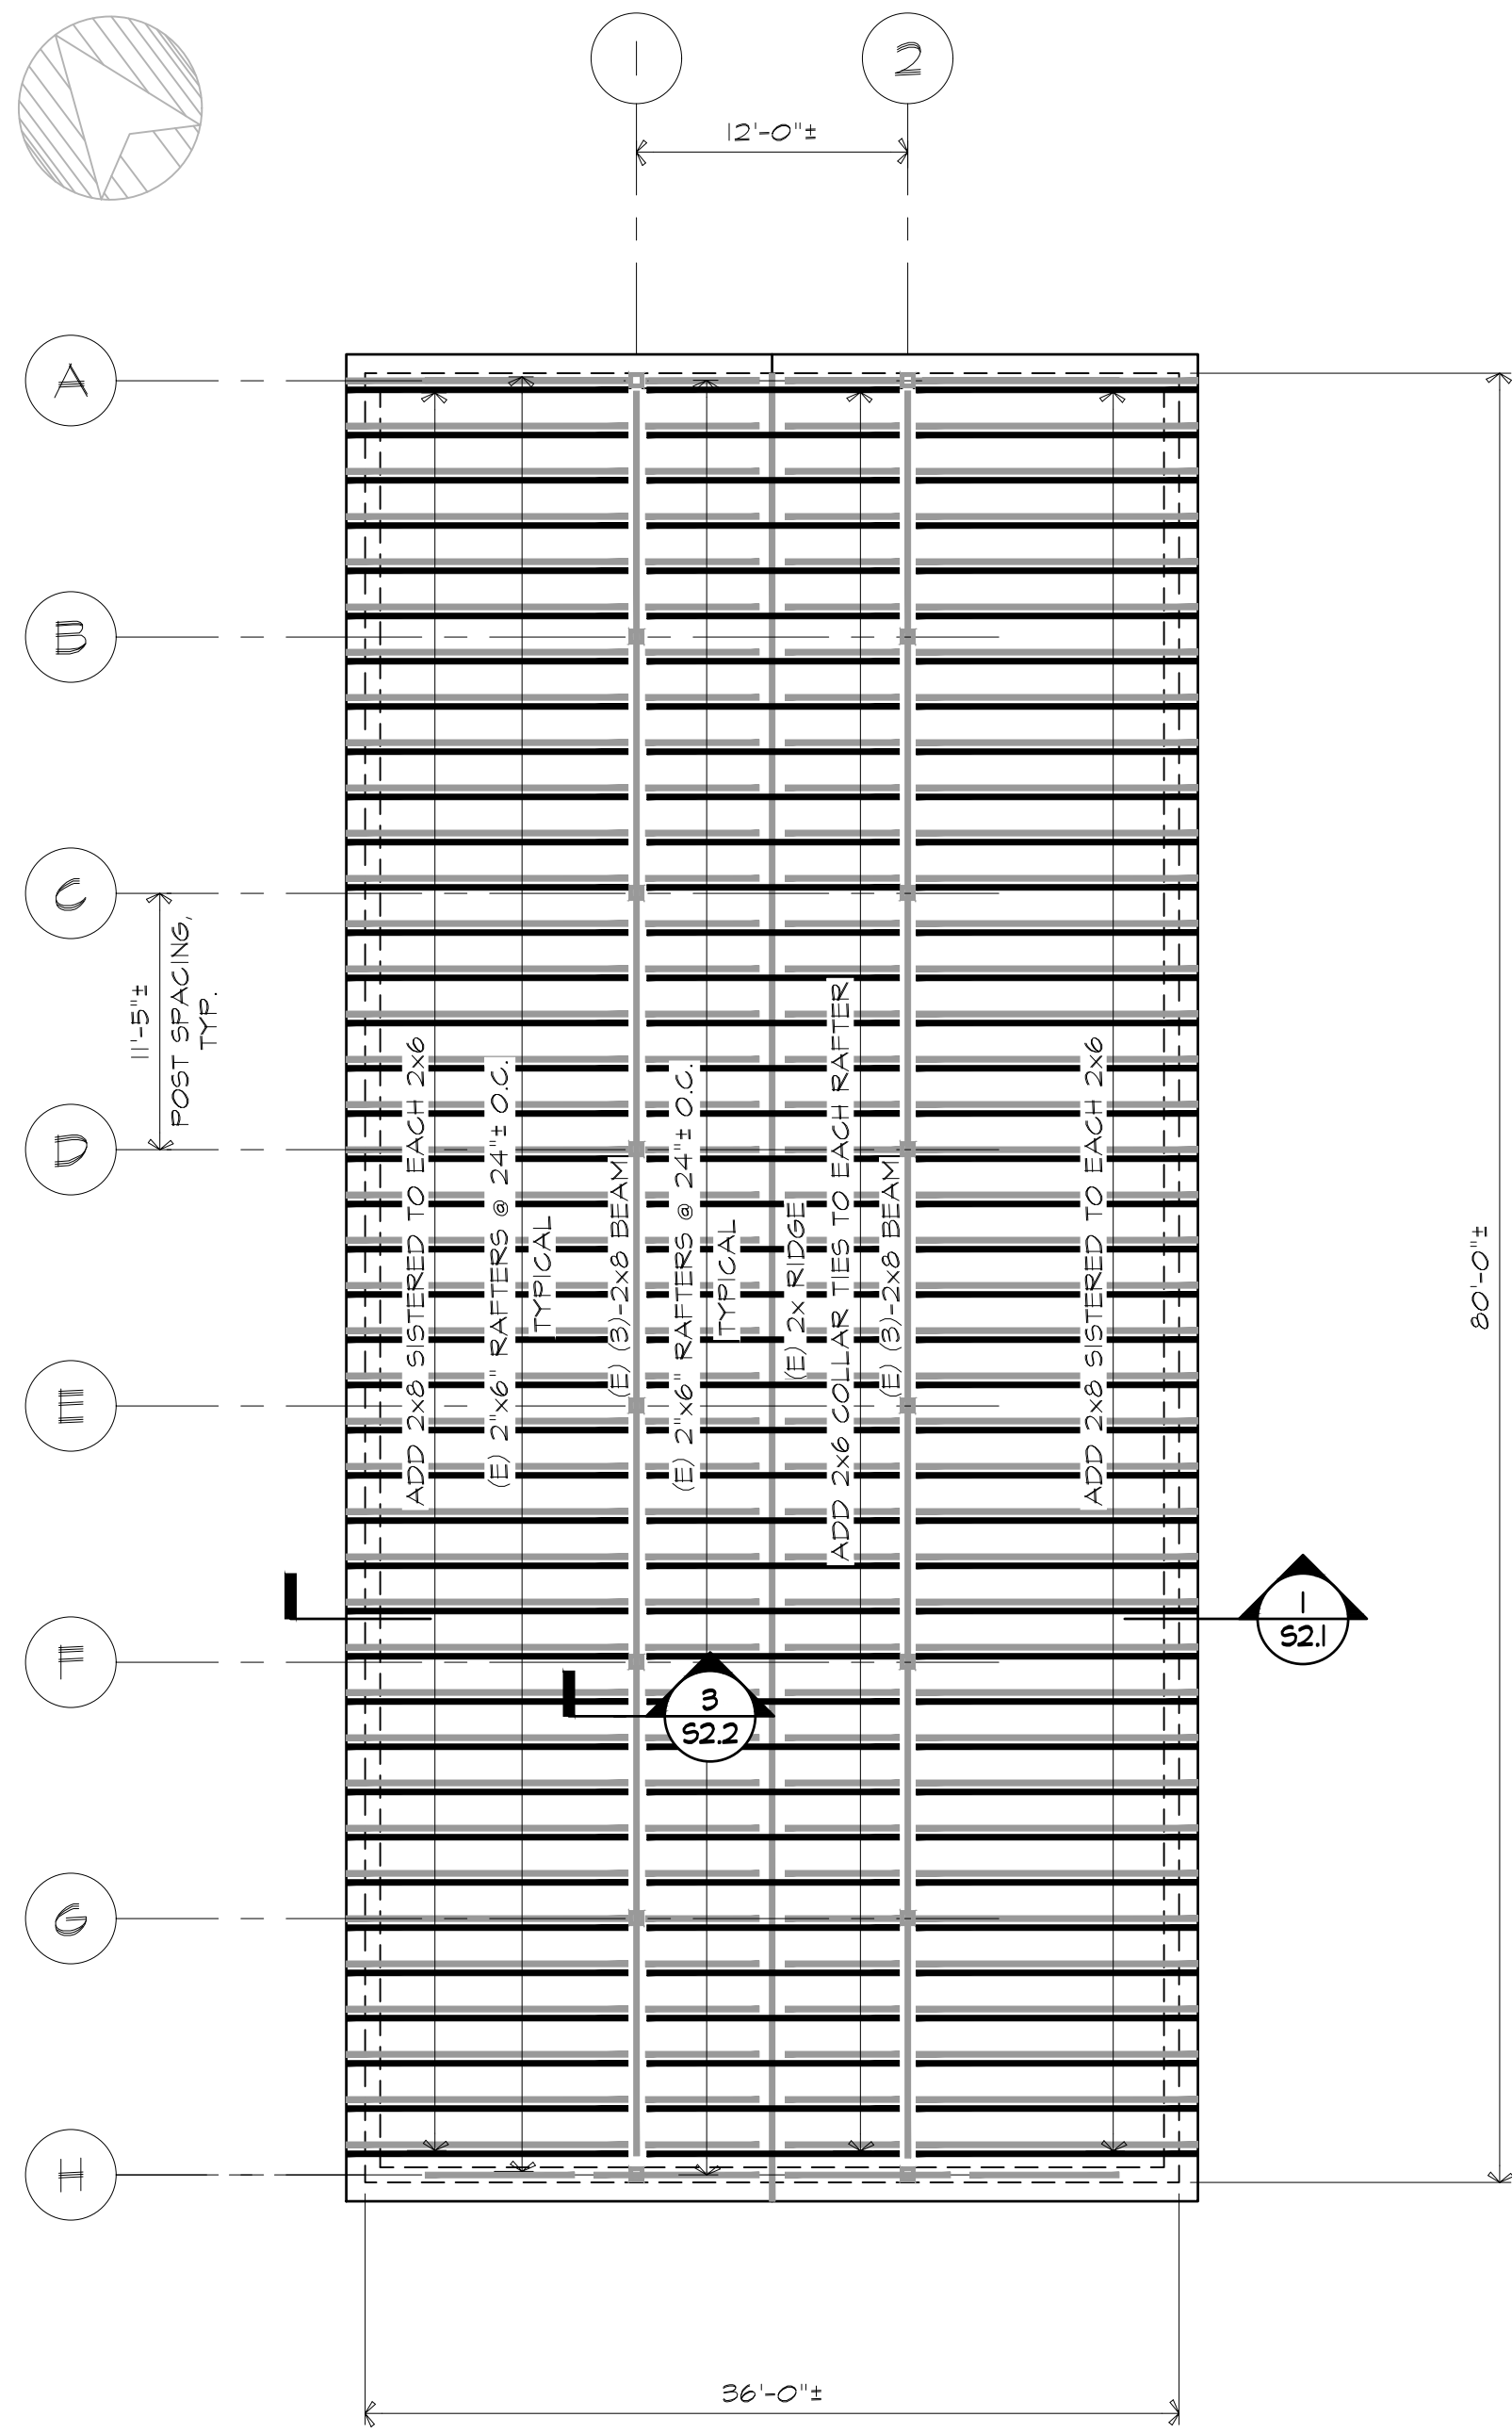 1
2
12'-0"±
A
B
C
D
E
F
G
H
11'-5"±
POST SPACING,
TYP.
ADD 2x8 SISTERED TO EACH 2x6
(E) 2"x6" RAFTERS @ 24"± O.C.
TYPICAL
(E) (3)-2x8 BEAM
(E) 2"x6" RAFTERS @ 24"± O.C.
TYPICAL
(E) 2x RIDGE
ADD 2x6 COLLAR TIES TO EACH RAFTER
(E) (3)-2x8 BEAM
ADD 2x8 SISTERED TO EACH 2x6
80'-0"±
1
S2.1
3
S2.2
36'-0"±